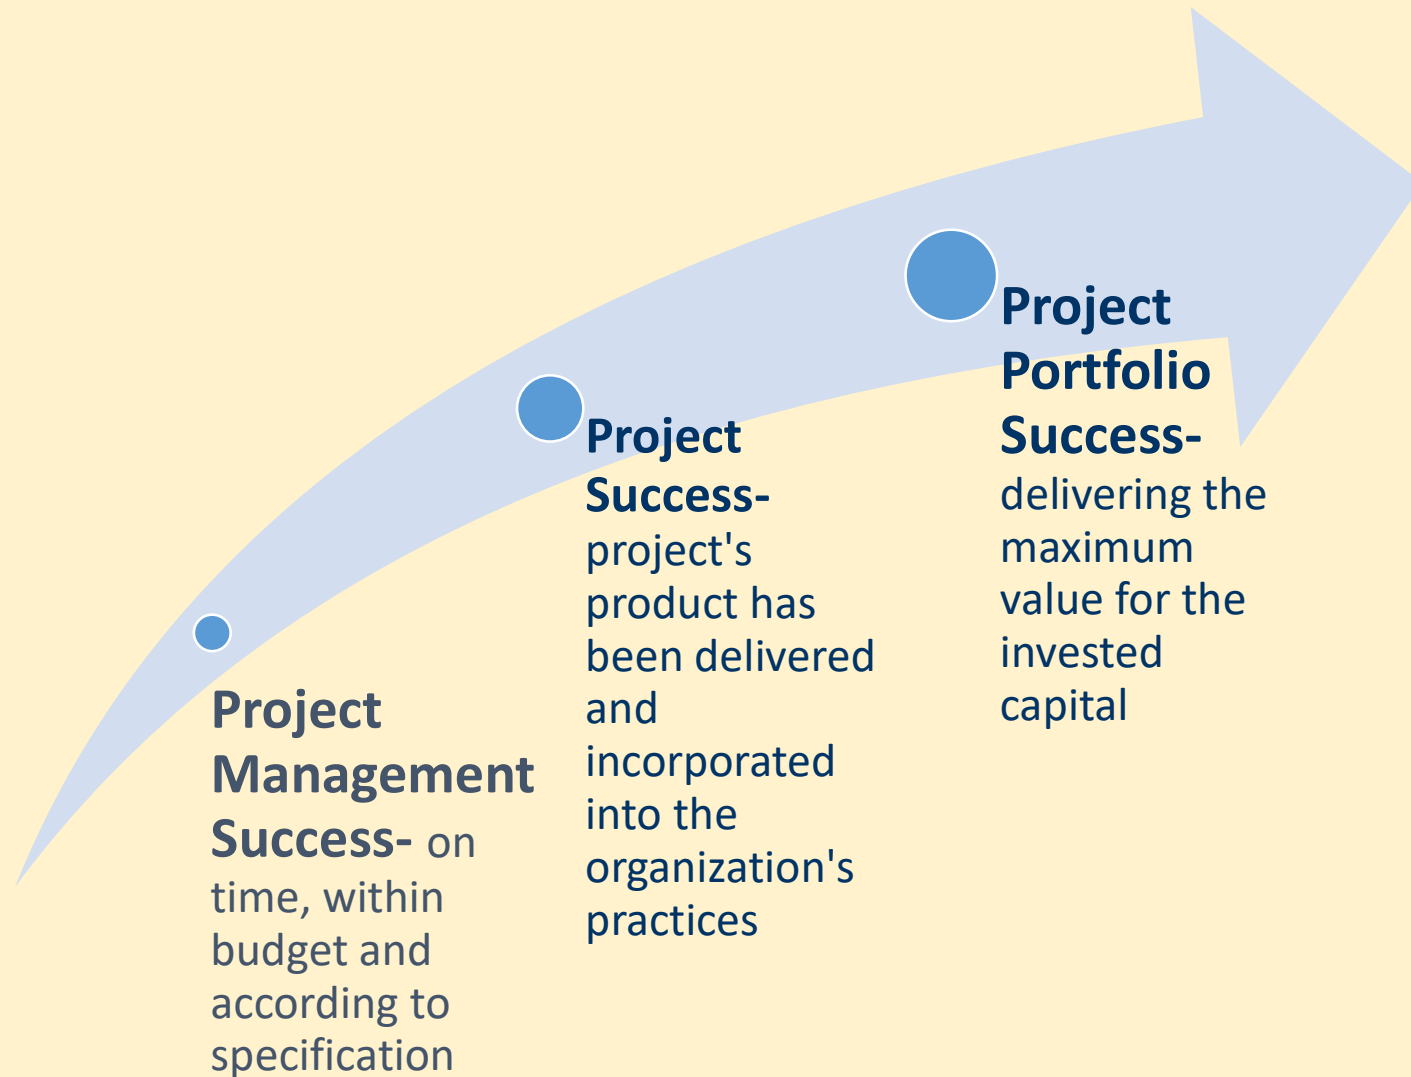 Project
Management
Success- on
time, within
budget and
according to
specification
Project
Success-
project's
product has
been delivered
and
incorporated
into the
organization's
practices
Project
Portfolio
Success-
delivering the
maximum
value for the
invested
capital